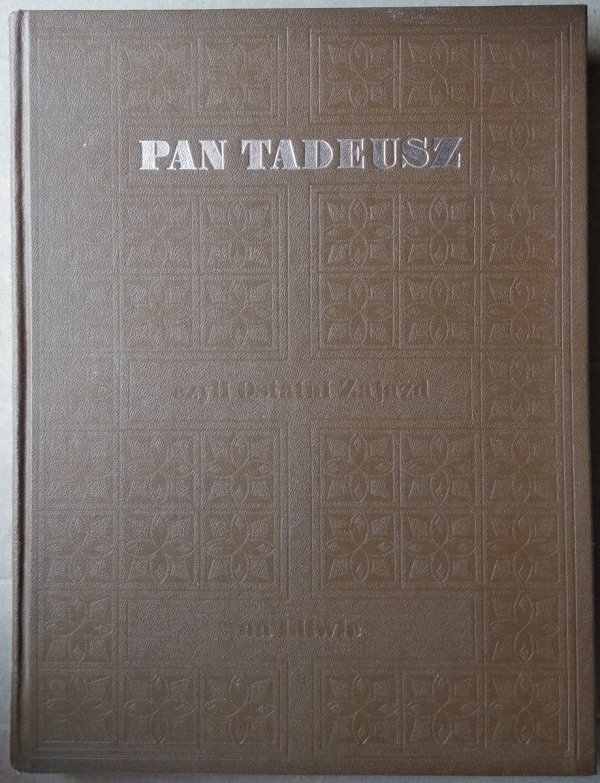 PAN TADEUSZ
czyli Ostatni Zajazd
na Litwie